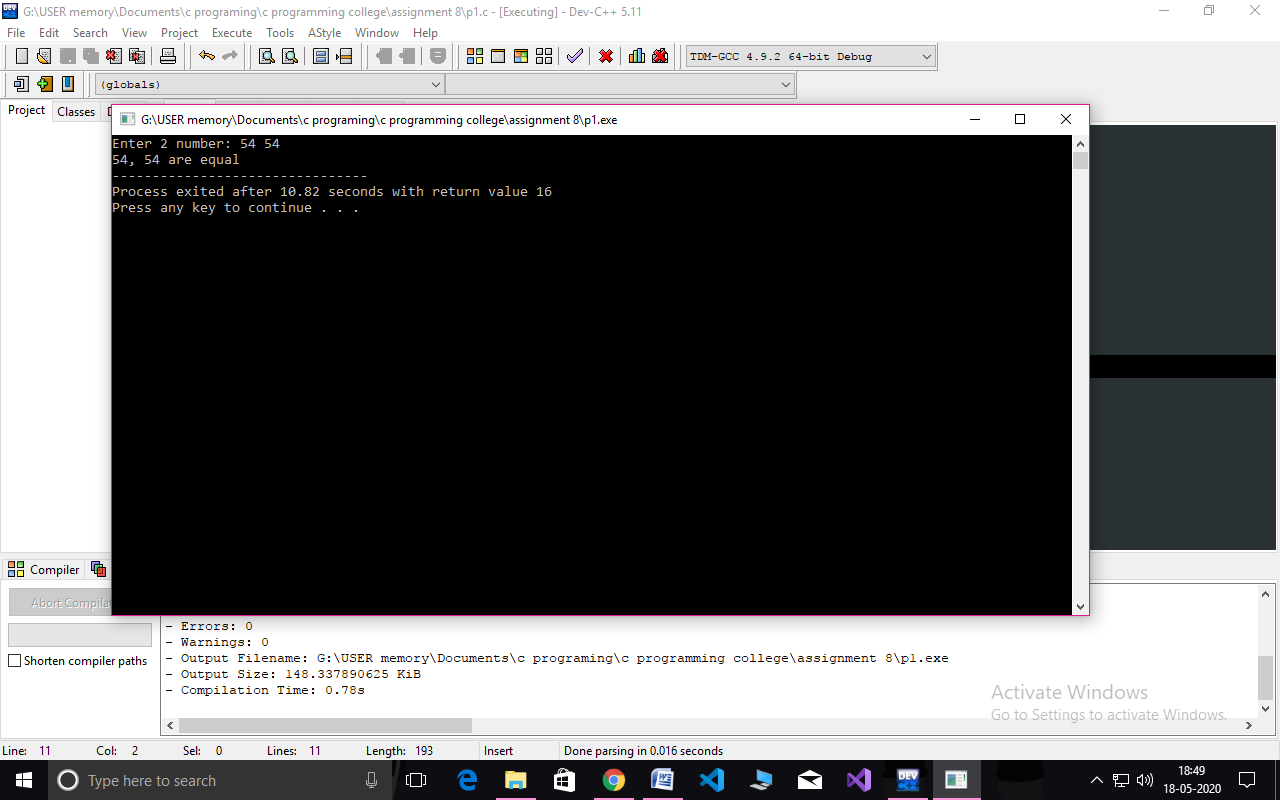 G:\USER memory\Documents\c programing\c programming college\assignment 8\p1.c - [Executing] - Dev-C++ 5.11
File Edit Search View Project Execute Tools AStyle Window Help
TDM-GCC 4.9.2 64-bit Debug
(globals)
Project Classes
G:\USER memory\Documents\c programing\c programming college\assignment 8\p1.exe
Enter 2 number: 54 54
54, 54 are equal
--------------------------------
Process exited after 10.82 seconds with return value 16
Press any key to continue . . .
Compiler
Abort
- Errors: 0
- Warnings: 0
- Output Filename: G:\USER memory\Documents\c programing\c programming college\assignment 8\p1.exe
- Output Size: 148.337890625 KiB
- Compilation Time: 0.78s
Shorten compiler paths
Activate Windows
Go to Settings to activate Windows.
Line: 11 Col: 2 Sel: 0 Lines: 11 Length: 193 Insert Done parsing in 0.016 seconds
Type here to search
DEV
18:49
18-05-2020